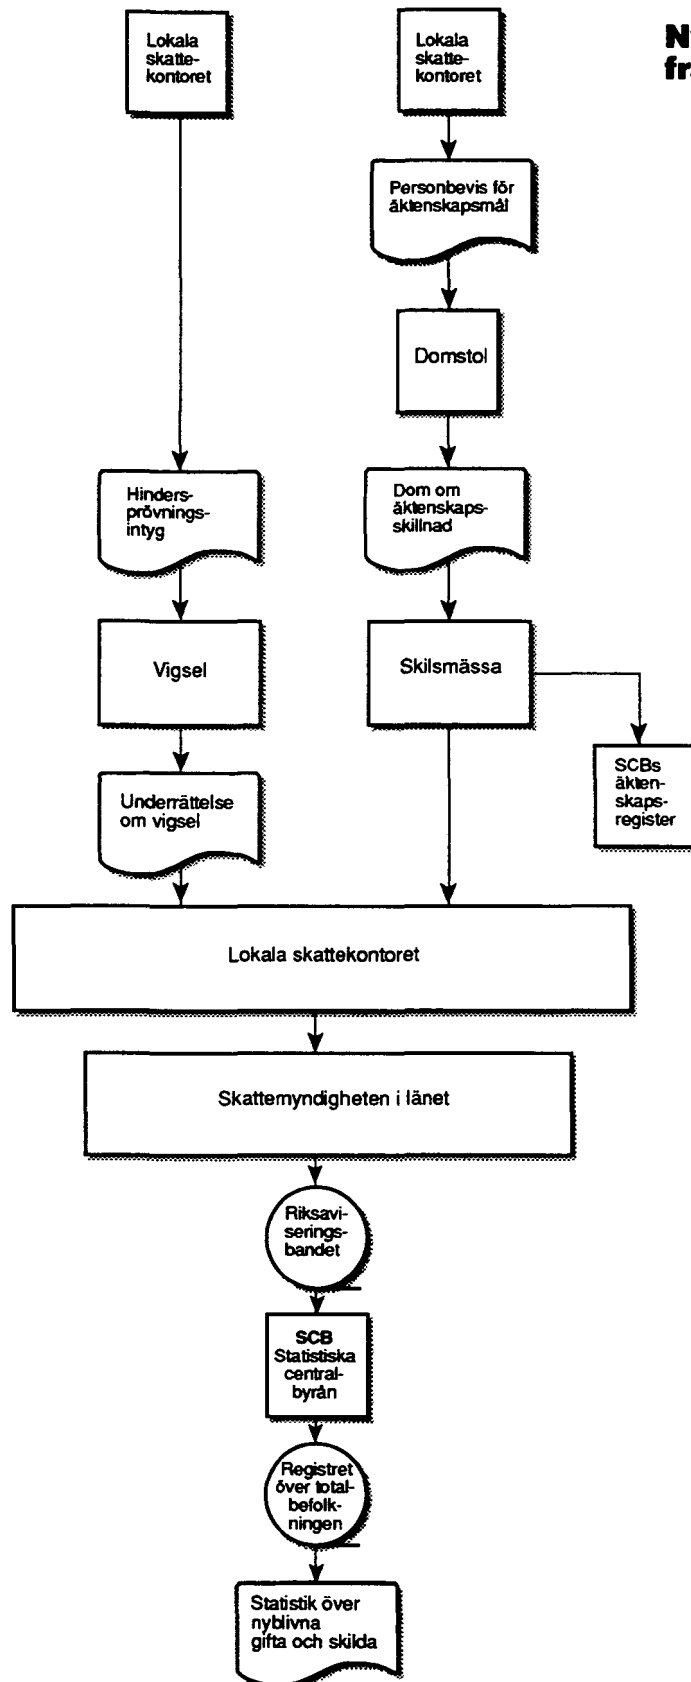 Lokala
skatte-
kontoret
Lokala
skatte-
kontoret
Personbevis för
äktenskapsmål
Domstol
Hinders-
prövnings-
intyg
Dom om
äktenskaps-
skillnad
Vigsel
Skilsmässa
SCBs
äkten-
skaps-
register
Underrättelse
om vigsel
Lokala skattekontoret
Skattemyndigheten i länet
Riksavi-
serings-
bandet
SCB
Statistiska
central-
byrån
Registret
över total-
befolk-
ningen
Statistik över
nyblivna
gifta och skilda